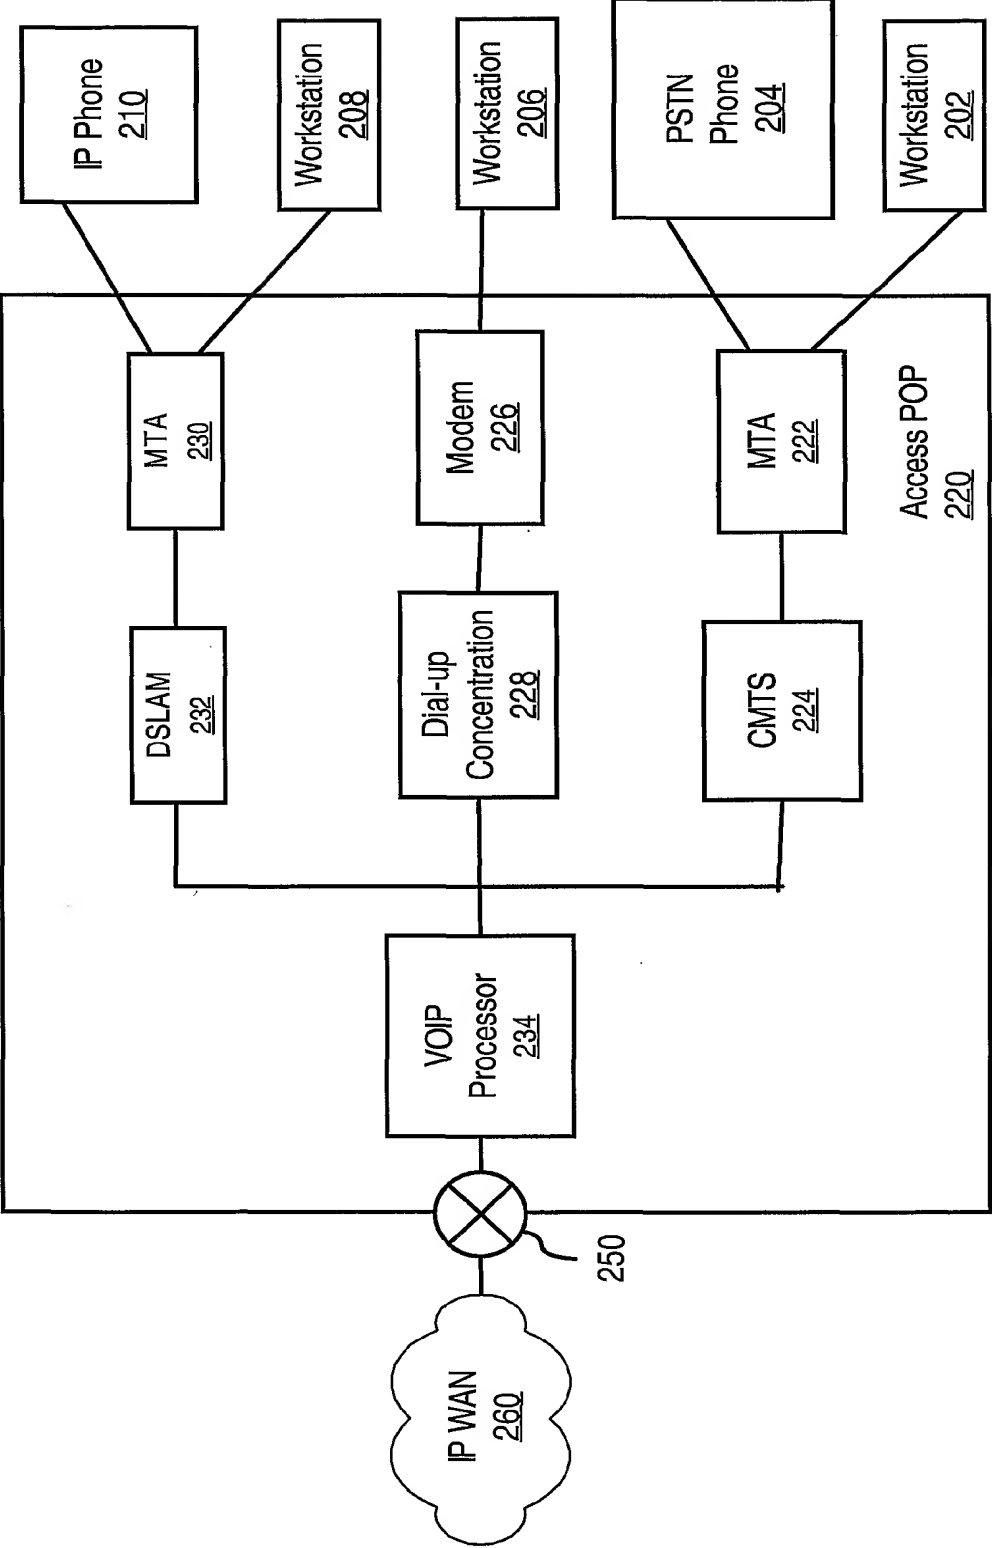 IP Phone
210
Workstation
208
Workstation
206
PSTN
Phone
204
Workstation
202
MTA
230
Modem
226
MTA
222
Access POP
220
DSLAM
232
Dial-up
Concentration
228
CMTS
224
VOIP
Processor
234
250
IP WAN
260